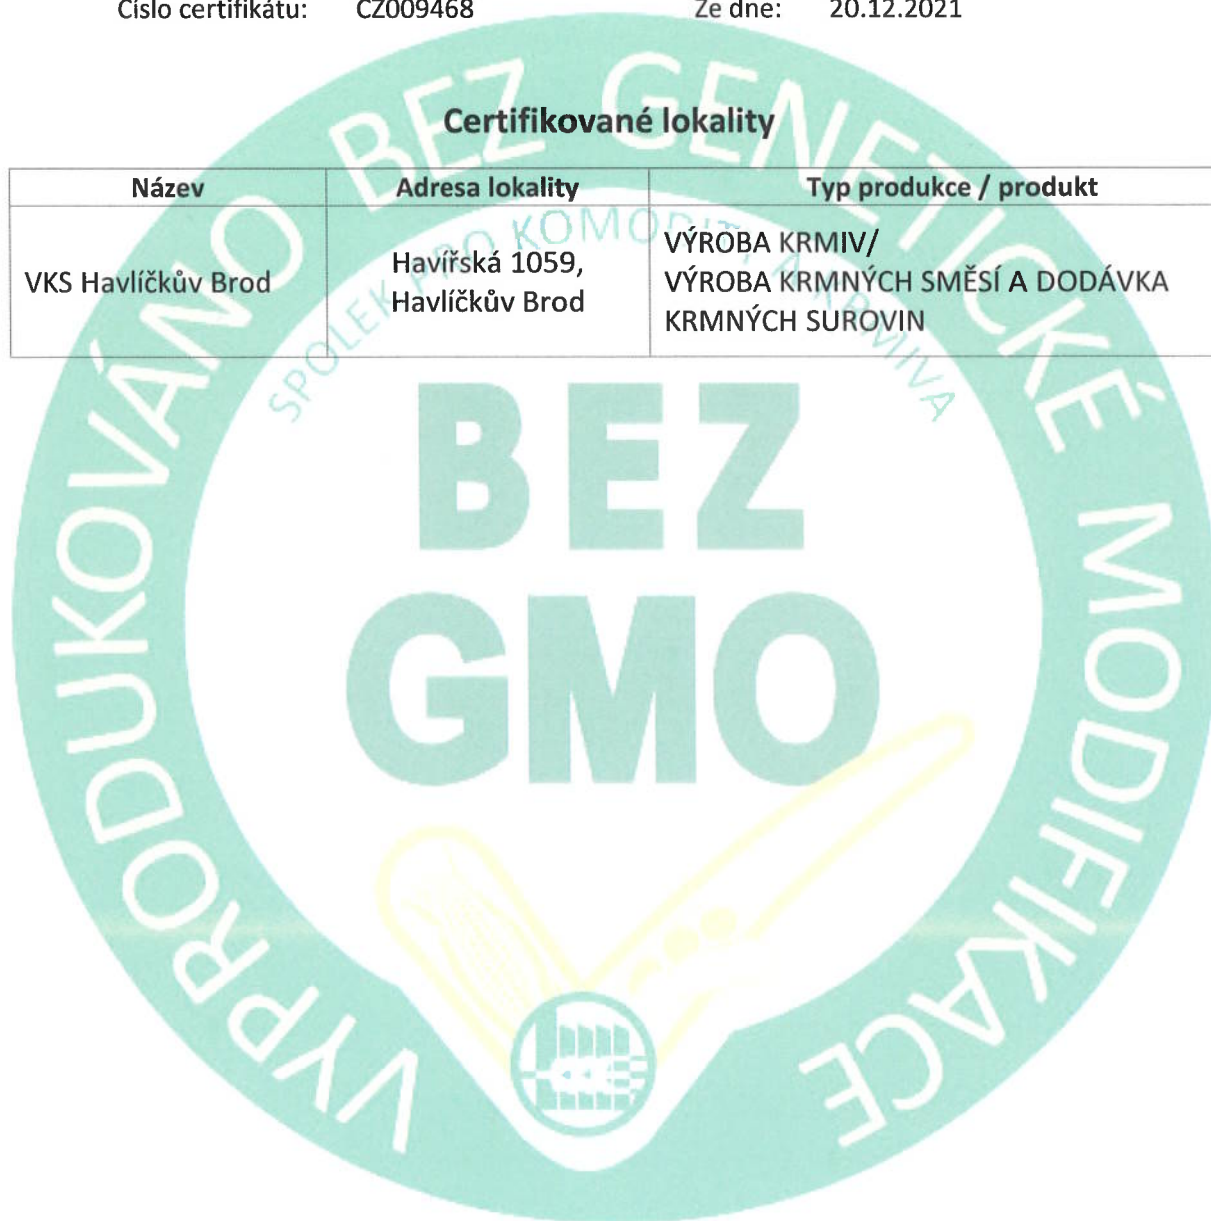 Číslo certifikátu: CZ009468 Ze dne: 20.12.2021
Certifikované lokality
Název Adresa lokality Typ produkce / produkt
VKS Havlíčkův Brod
Havířská 1059,
Havlíčkův Brod
VÝROBA KRMIV/
VÝROBA KRMNÝCH SMĚSÍ A DODÁVKA
KRMNÝCH SUROVIN
VYPRODUKOVÁNO BEZ GENETICKÉ MODIFIKACE
SPOLEK PRO KRMIVA
BEZ
GMO